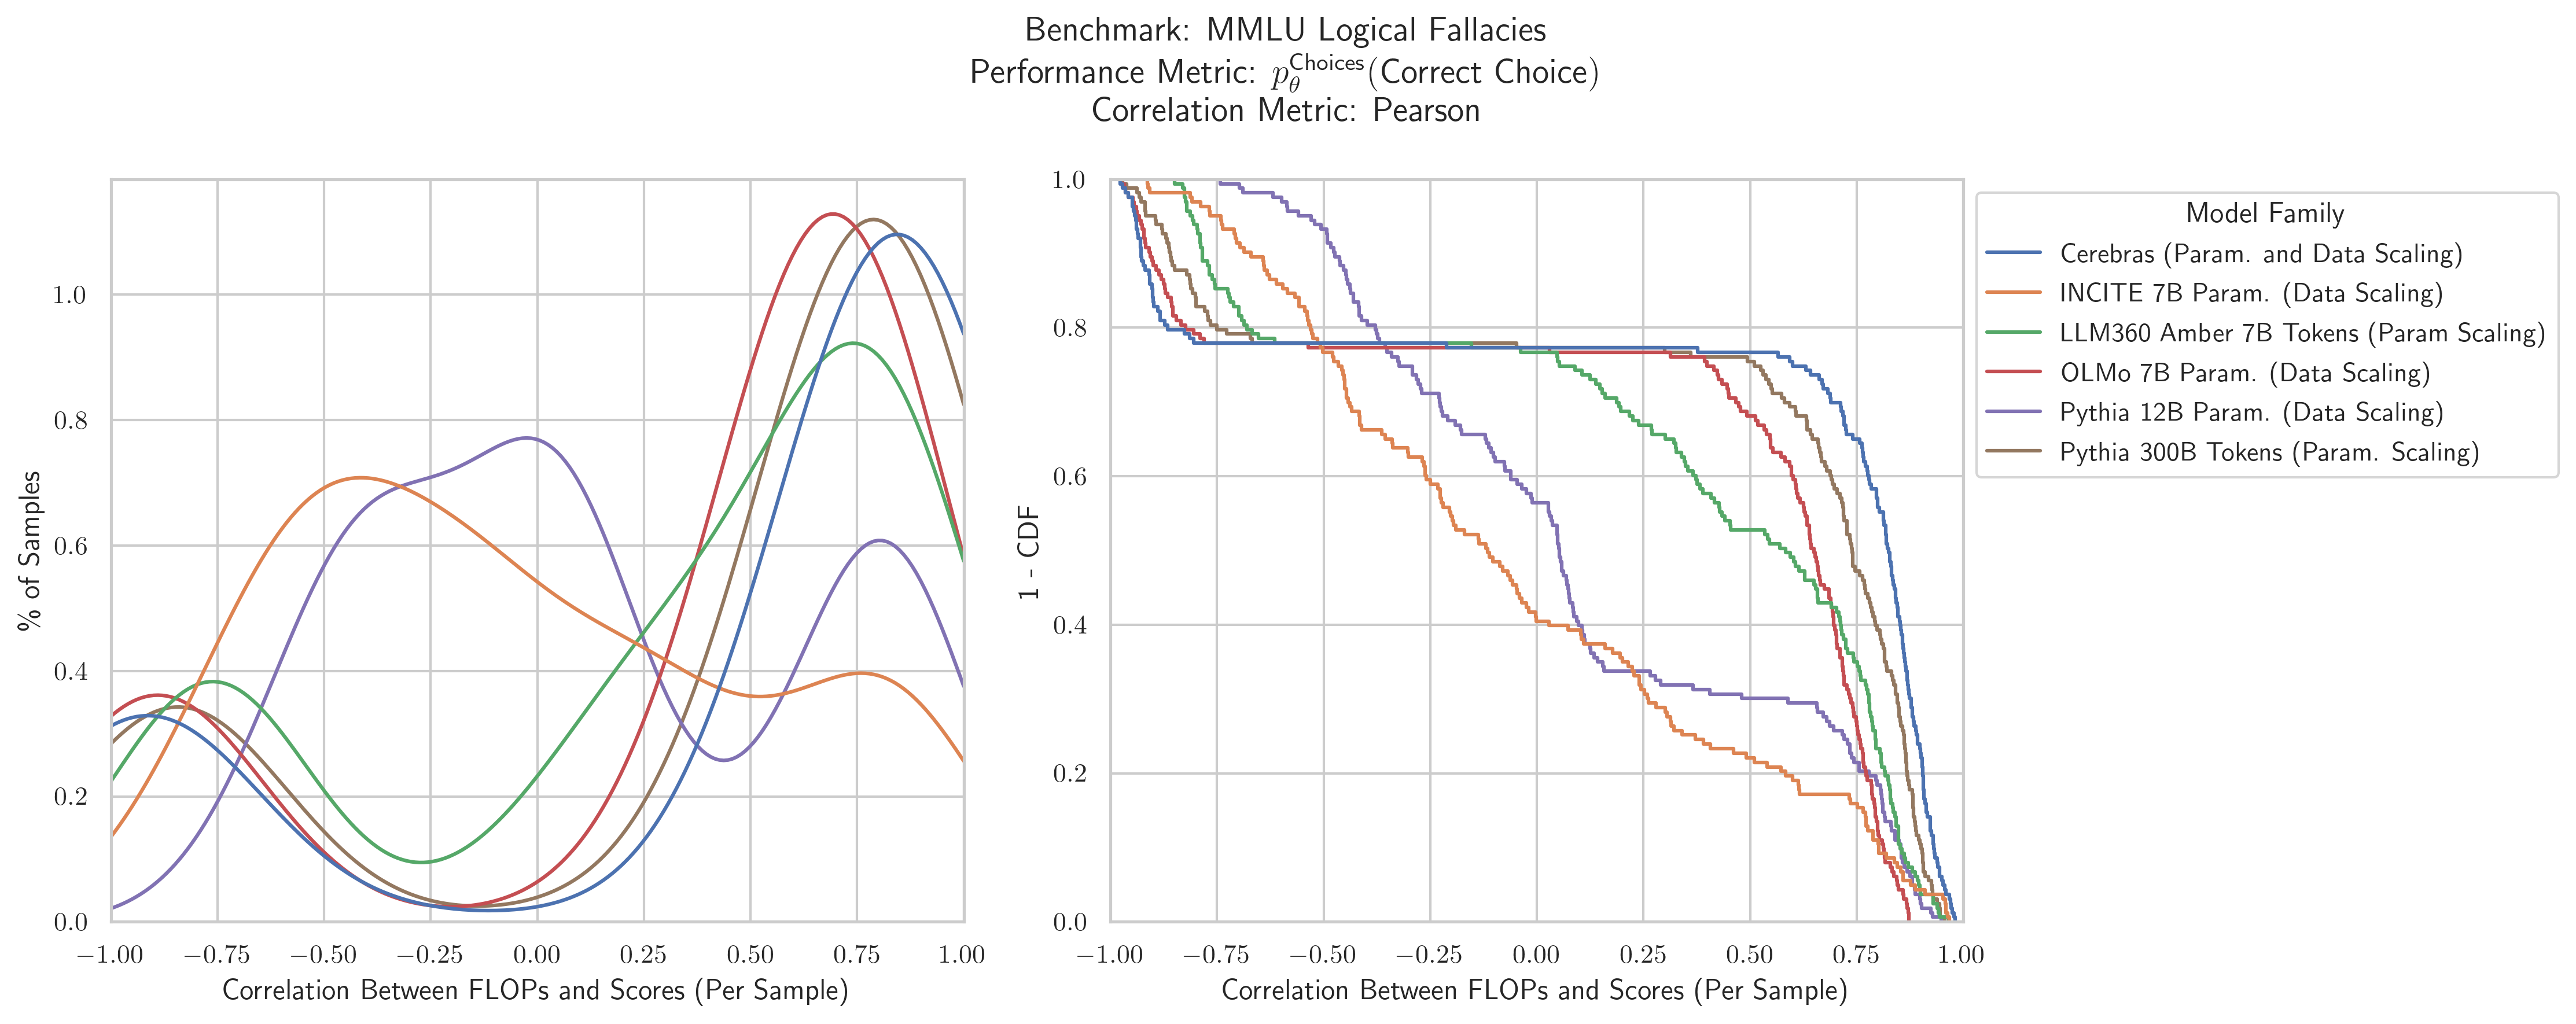 Benchmark: MMLU Logical Fallacies
Performance Metric: $p_\theta^{\text{Choices}}$(Correct Choice)
Correlation Metric: Pearson
% of Samples
1.0
0.8
0.6
0.4
0.2
0.0
−1.00 −0.75 −0.50 −0.25 0.00 0.25 0.50 0.75 1.00
Correlation Between FLOPs and Scores (Per Sample)
1 - CDF
1.0
0.8
0.6
0.4
0.2
0.0
−1.00 −0.75 −0.50 −0.25 0.00 0.25 0.50 0.75 1.00
Correlation Between FLOPs and Scores (Per Sample)
Model Family
Cerebras (Param. and Data Scaling)
INCITE 7B Param. (Data Scaling)
LLM360 Amber 7B Tokens (Param Scaling)
OLMo 7B Param. (Data Scaling)
Pythia 12B Param. (Data Scaling)
Pythia 300B Tokens (Param. Scaling)